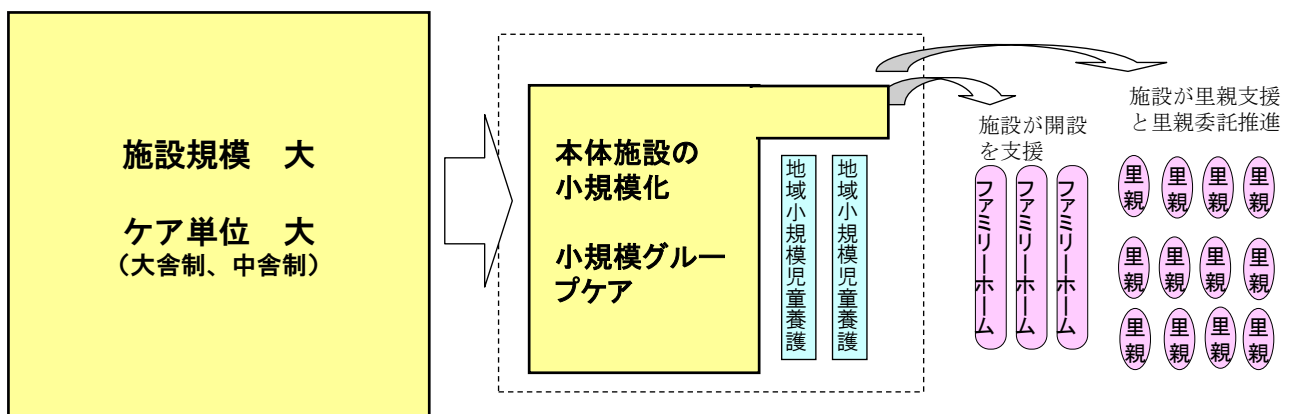 施設規模　大
ケア単位　大
（大舎制、中舎制）
本体施設の
小規模化
小規模グルー
プケア
地域小規模児童養護
地域小規模児童養護
施設が開設
を支援
ファミリーホーム
ファミリーホーム
ファミリーホーム
施設が里親支援
と里親委託推進
里親
里親
里親
里親
里親
里親
里親
里親
里親
里親
里親
里親